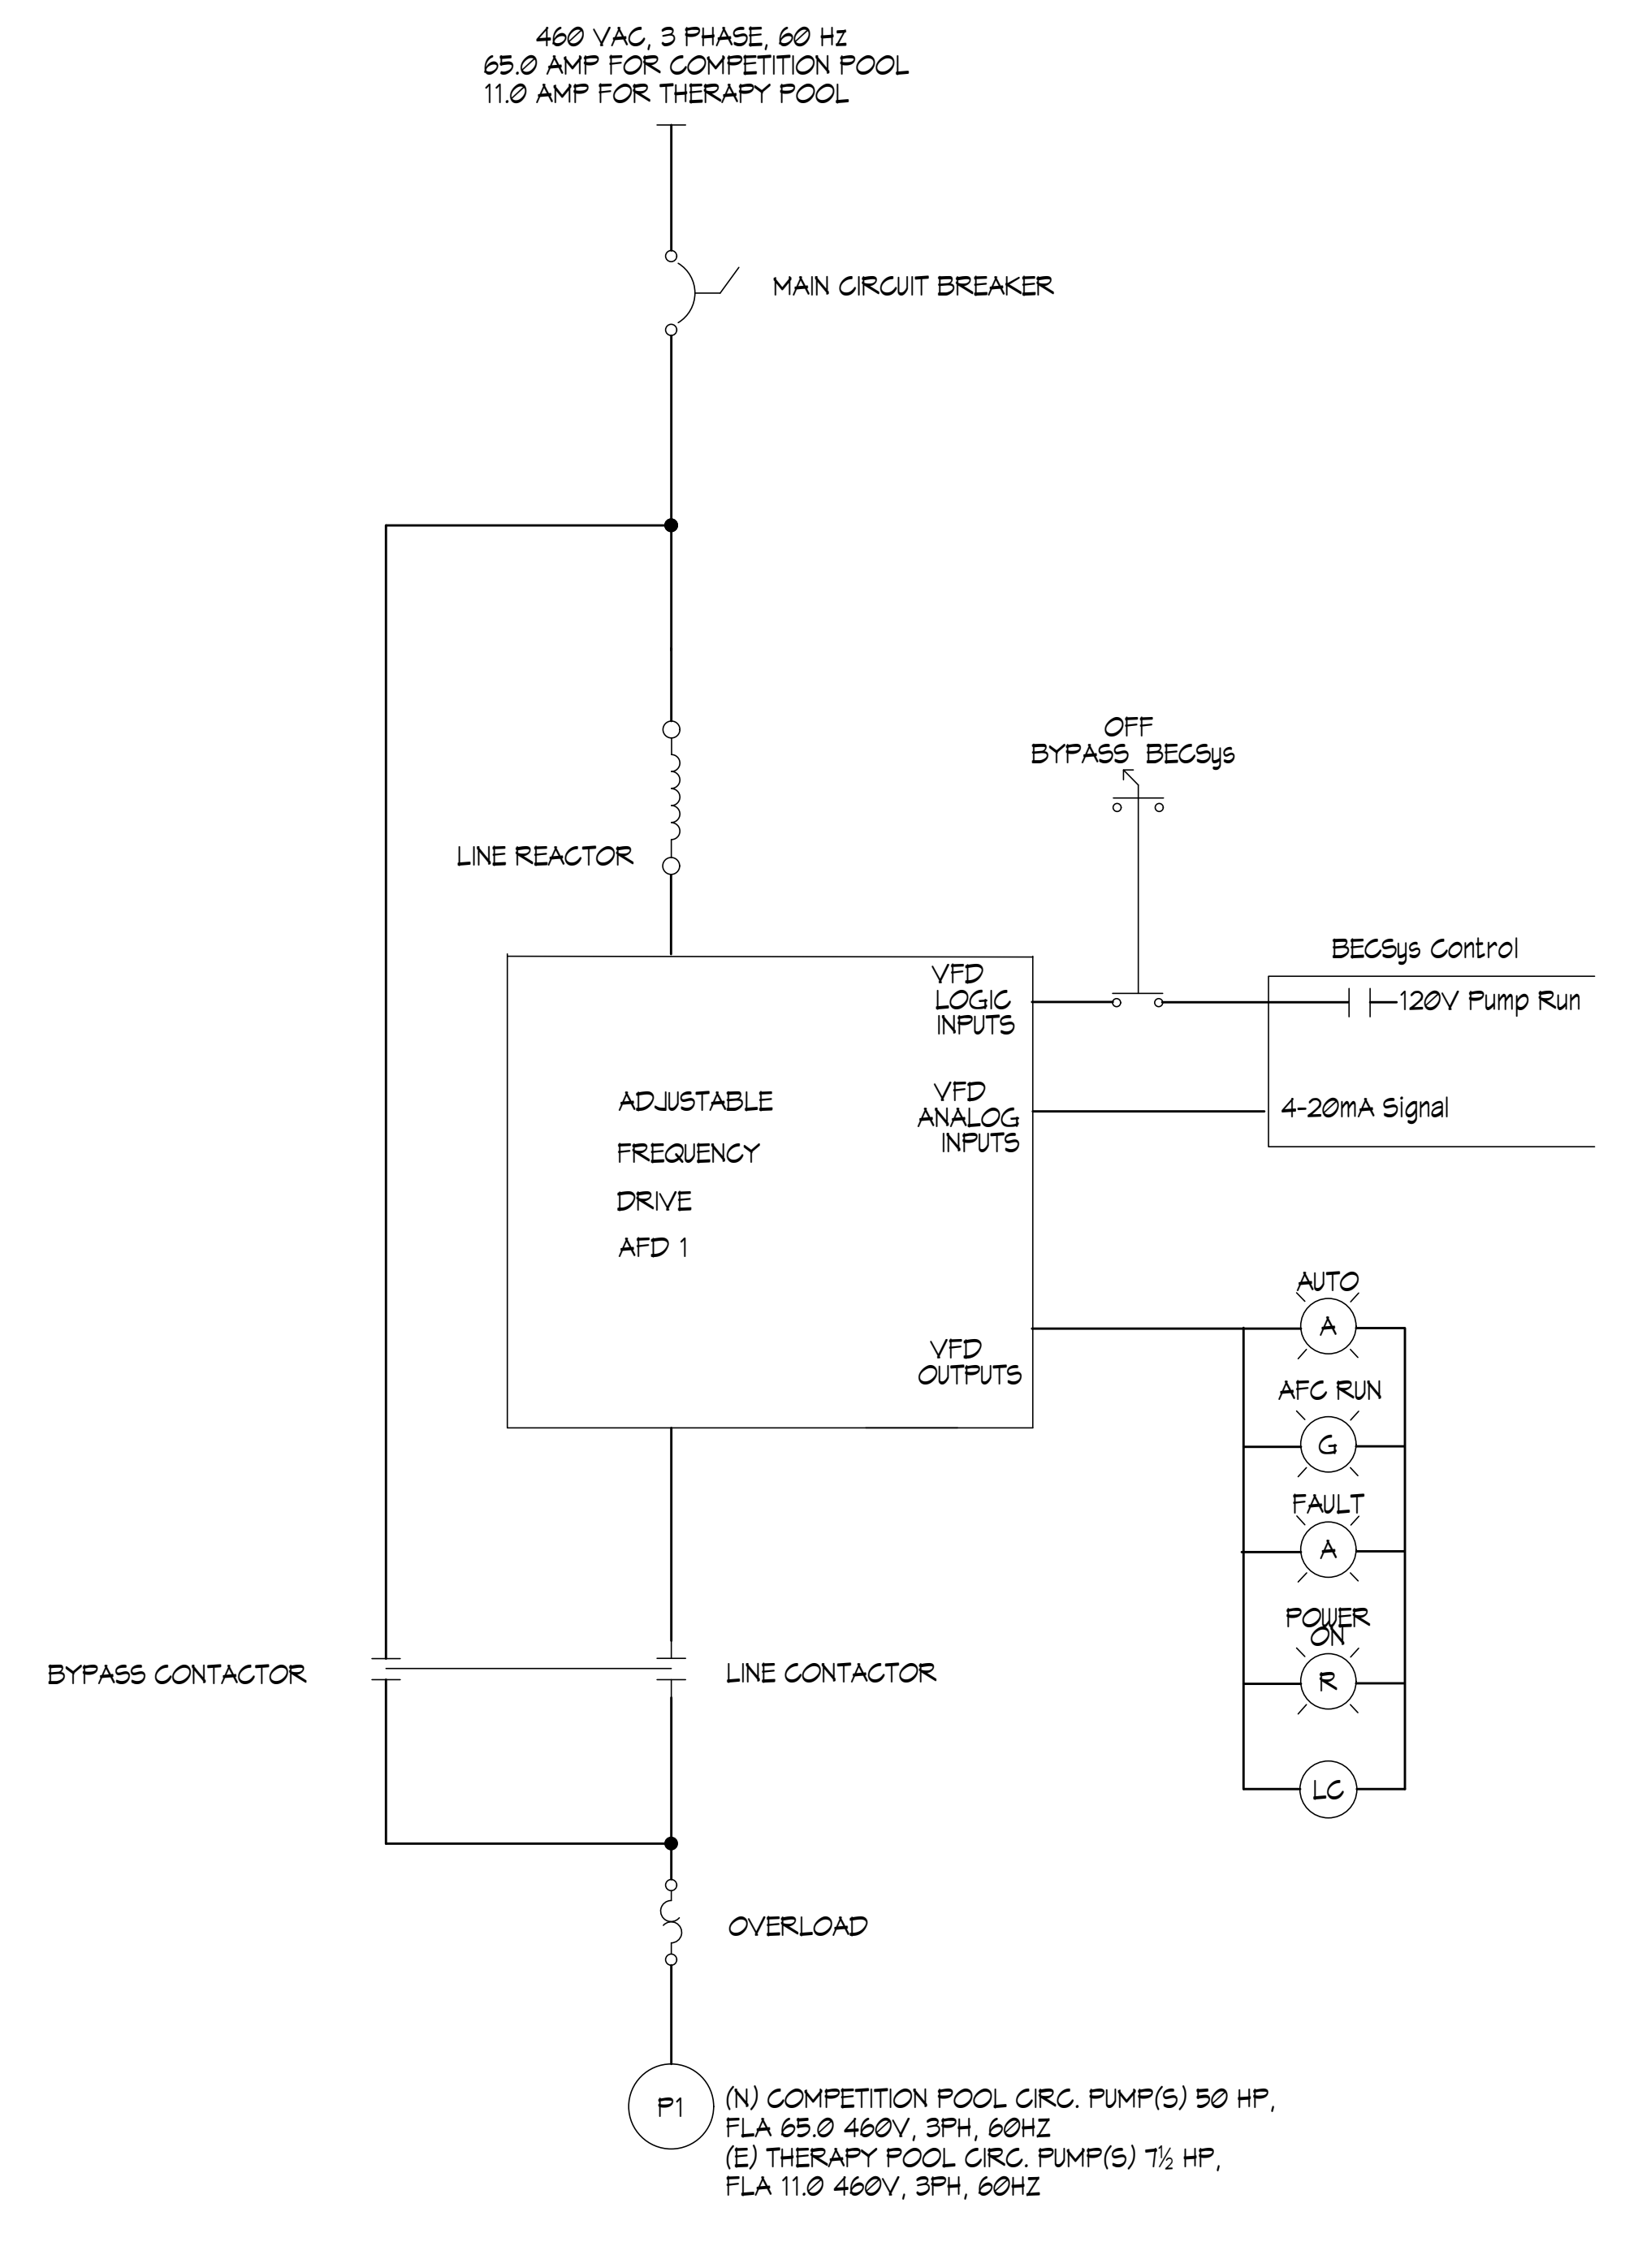 460 VAC, 3 PHASE, 60 Hz
65.0 AMP FOR COMPETITION POOL
11.0 AMP FOR THERAPY POOL
MAIN CIRCUIT BREAKER
OFF
BYPASS BECSys
LINE REACTOR
BECSys Control
VFD
LOGIC
INPUTS
120V Pump Run
VFD
ANALOG
INPUTS
4-20mA Signal
ADJUSTABLE
FREQUENCY
DRIVE
AFD 1
VFD
OUTPUTS
AUTO
A
AFC RUN
G
FAULT
A
POWER
ON
R
LC
BYPASS CONTACTOR
LINE CONTACTOR
OVERLOAD
P1
(N) COMPETITION POOL CIRC. PUMP(S) 50 HP,
FLA 65.0 460V, 3PH, 60HZ
(E) THERAPY POOL CIRC. PUMP(S) 7½ HP,
FLA 11.0 460V, 3PH, 60HZ